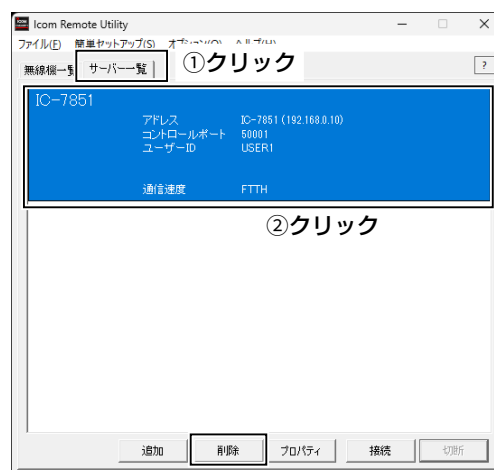 Icom Remote Utility
ファイル(F) 簡単セットアップ(S)
無線機一覧 サーバー一覧 ①クリック ?
IC-7851
アドレス IC-7851 (192.168.0.10)
コントロールポート 50001
ユーザーID USER1
通信速度 FTTH
②クリック
追加 削除 プロパティ 接続 切断